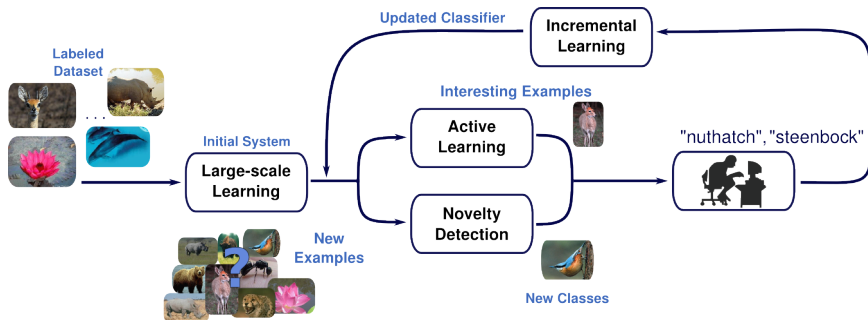 Updated Classifier
Incremental
Learning
Labeled
Dataset
. . .
Interesting Examples
Initial System
Active
Learning
"nuthatch","steenbock"
Large-scale
Learning
Novelty
Detection
New
Examples
?
New Classes